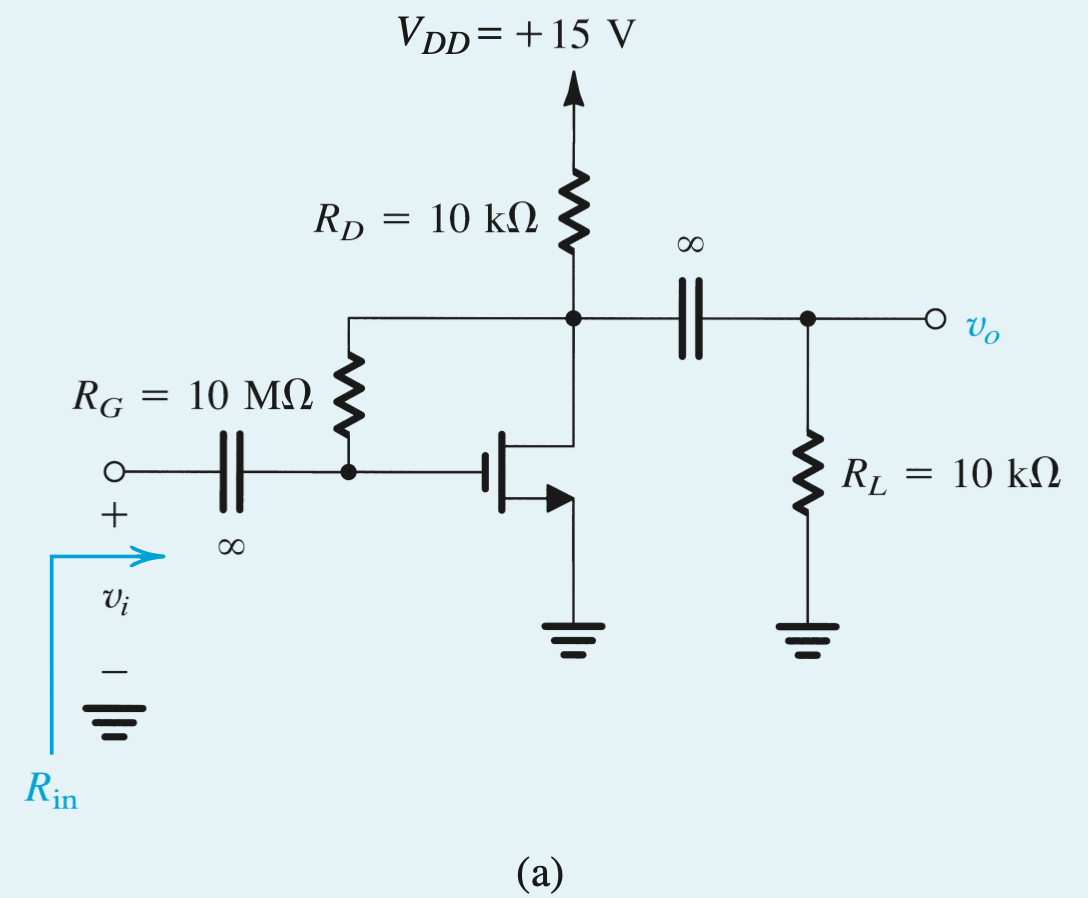 V_DD = +15 V
R_D = 10 kΩ
∞
v_o
R_G = 10 MΩ
R_L = 10 kΩ
+
∞
v_i
−
R_in
(a)